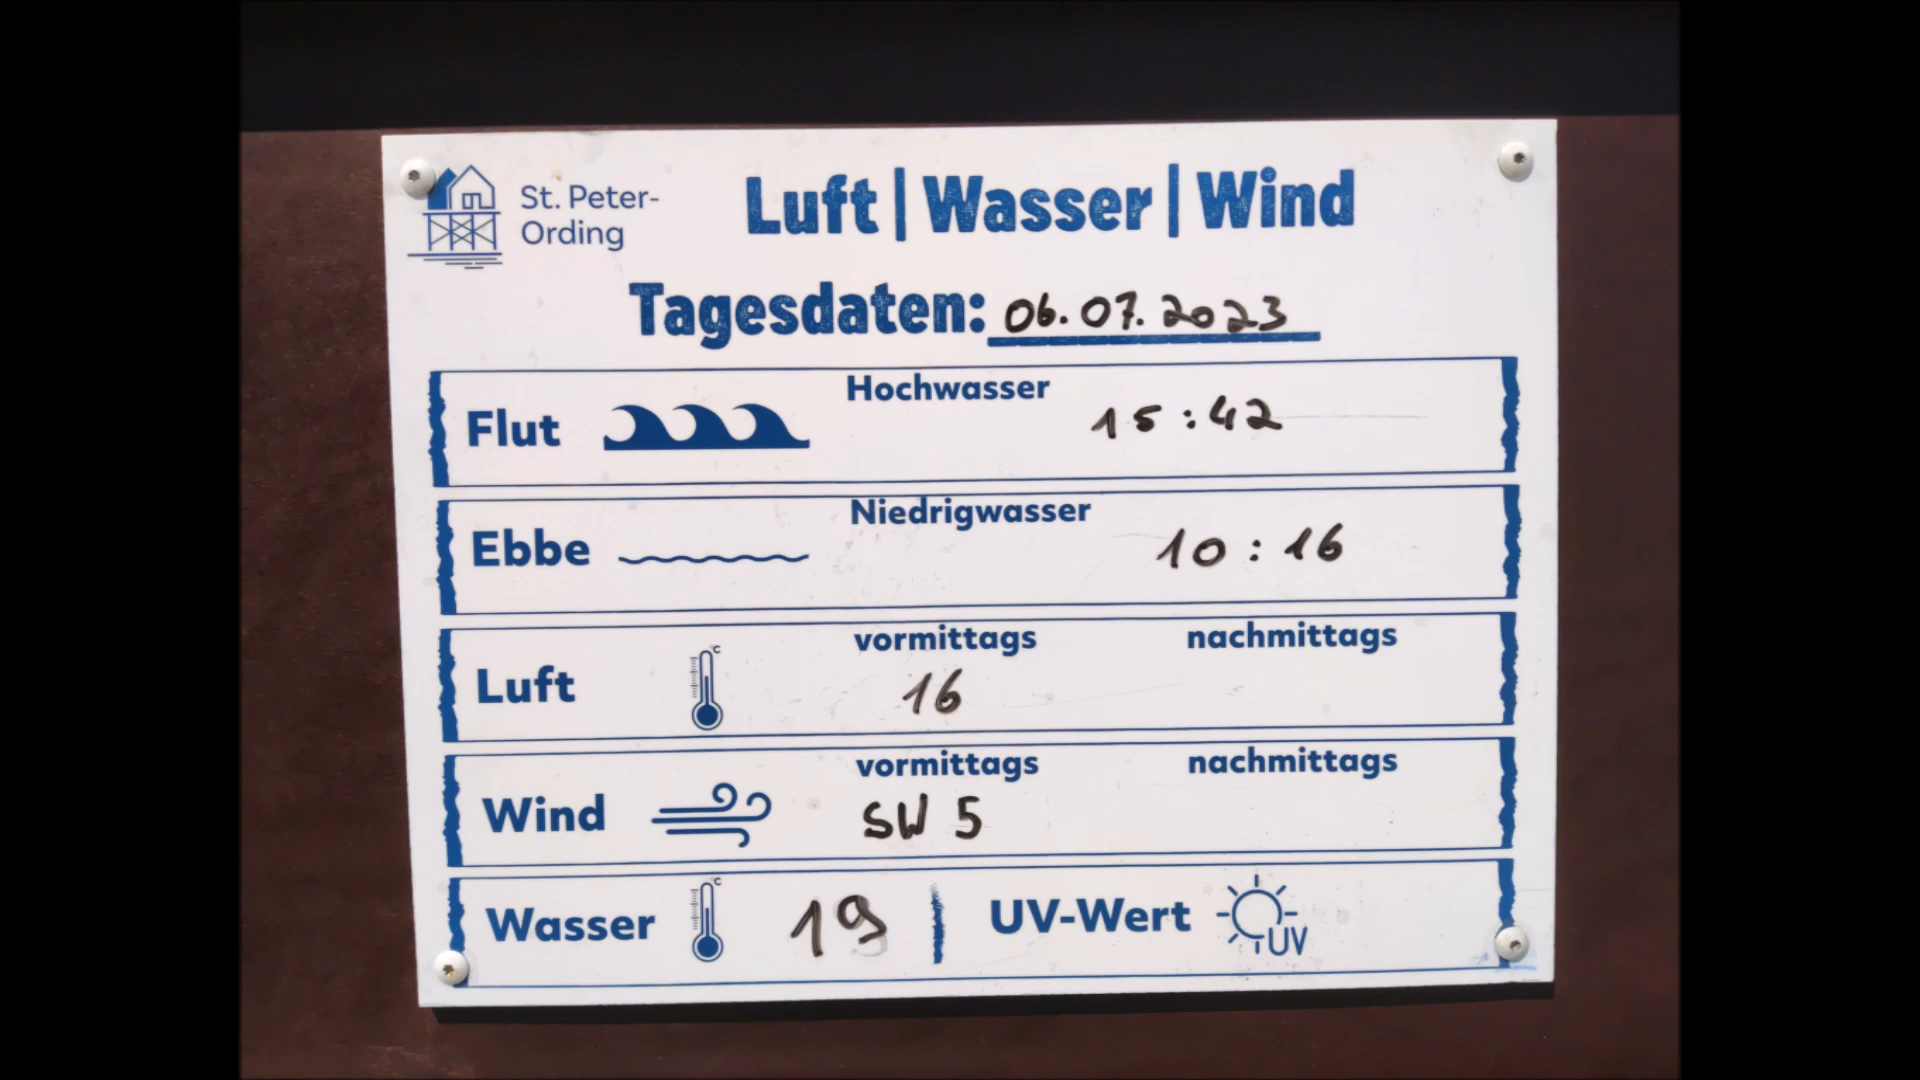 St. Peter-
Ording
Luft | Wasser | Wind
Tagesdaten: 06.07.2023
Hochwasser
Flut 15:42
Niedrigwasser
Ebbe 10:16
vormittags nachmittags
Luft °C 16
vormittags nachmittags
Wind SW 5
Wasser °C 19 UV-Wert UV